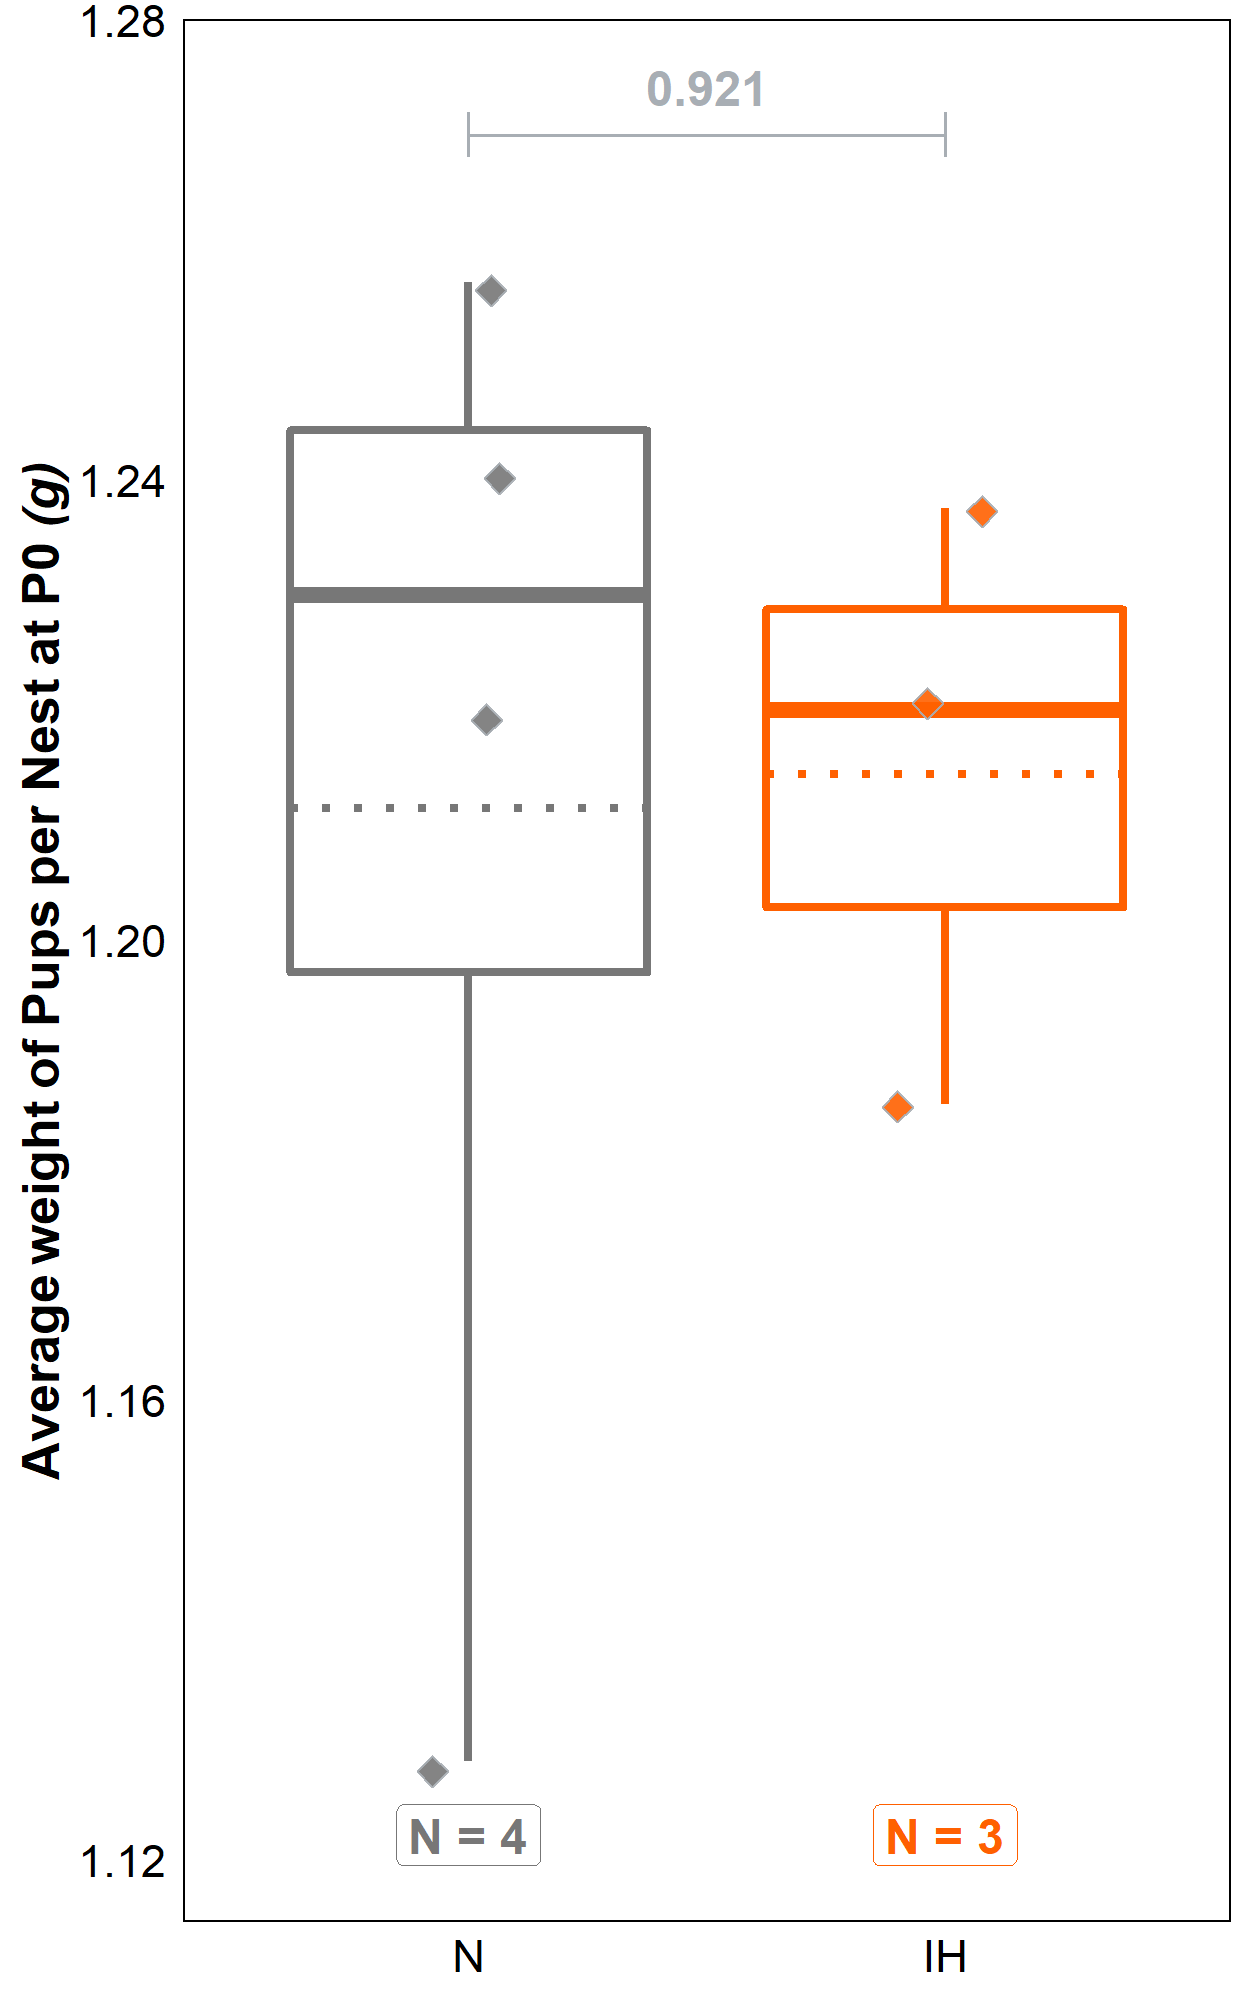 1.28
0.921
Average weight of Pups per Nest at P0 (g)
1.24
1.20
1.16
1.12
N = 4
N = 3
N
IH